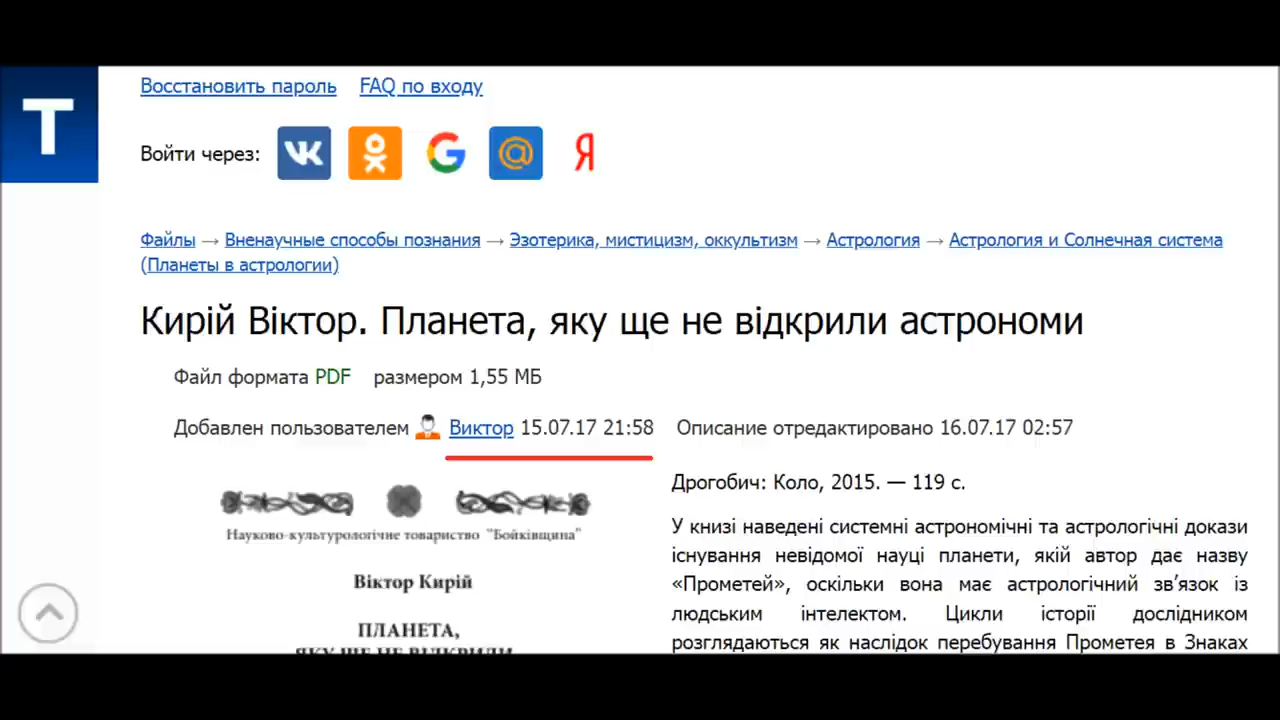 T
Восстановить пароль FAQ по входу
Войти через:
Файлы → Вненаучные способы познания → Эзотерика, мистицизм, оккультизм → Астрология → Астрология и Солнечная система
(Планеты в астрологии)
Кирій Віктор. Планета, яку ще не відкрили астрономи
Файл формата PDF размером 1,55 МБ
Добавлен пользователем Виктор 15.07.17 21:58 Описание отредактировано 16.07.17 02:57
Науково-культурологічне товариство "Бойківщина"
Віктор Кирій
ПЛАНЕТА,
ЯКУ ЩЕ НЕ ВІДКРИЛИ
Дрогобич: Коло, 2015. — 119 с.
У книзі наведені системні астрономічні та астрологічні докази
існування невідомої науці планети, якій автор дає назву
«Прометей», оскільки вона має астрологічний зв’язок із
людським інтелектом. Цикли історії дослідником
розглядаються як наслідок перебування Прометея в Знаках